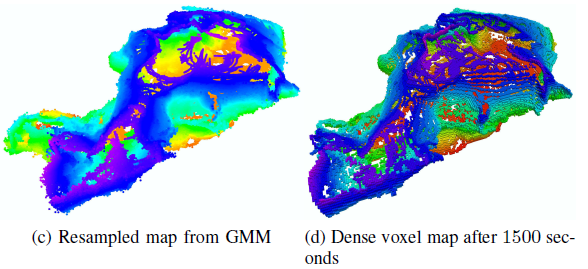 (c) Resampled map from GMM
(d) Dense voxel map after 1500 sec-
onds